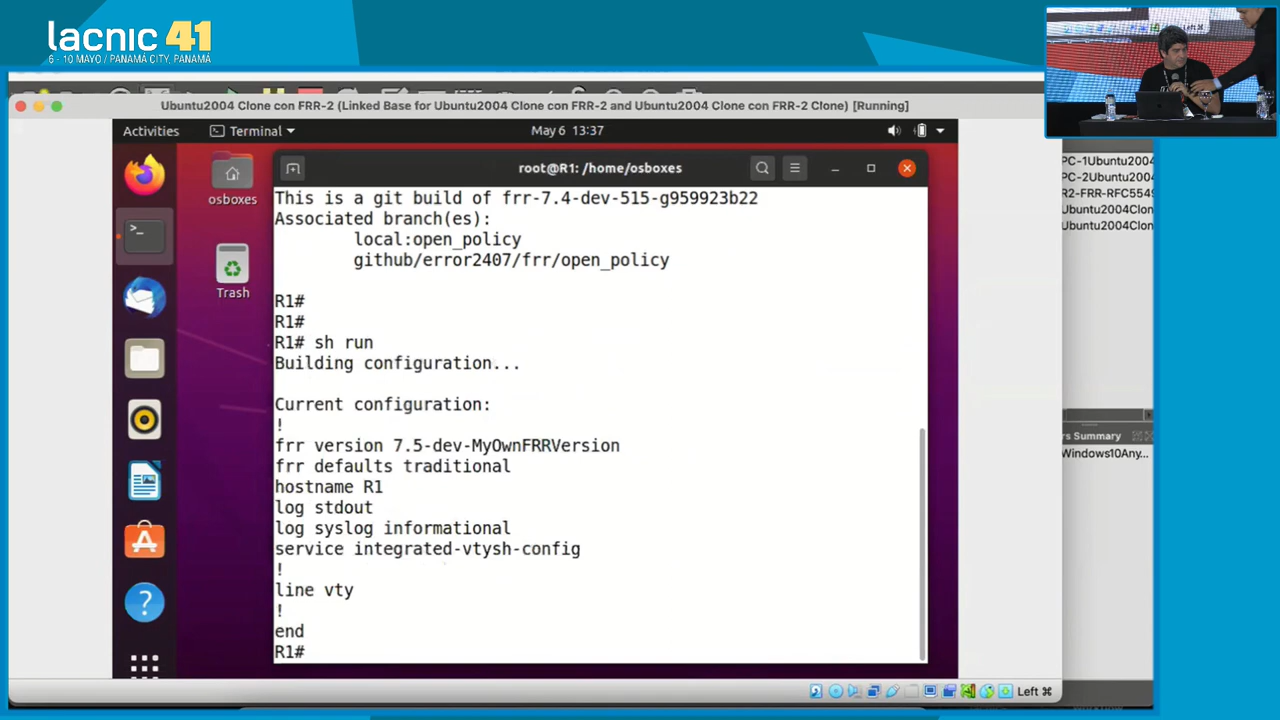 lacnic 41
6 - 10 MAYO / PANAMÁ CITY, PANAMÁ
Ubuntu2004 Clone con FRR-2 (Linked Base for Ubuntu2004 Clone con FRR-2 and Ubuntu2004 Clone con FRR-2 Clone) [Running]
Activities
Terminal
May 6 13:37
osboxes
Trash
root@R1: /home/osboxes
This is a git build of frr-7.4-dev-515-g959923b22
Associated branch(es):
local:open_policy
github/error2407/frr/open_policy
R1#
R1#
R1# sh run
Building configuration...
Current configuration:
!
frr version 7.5-dev-MyOwnFRRVersion
frr defaults traditional
hostname R1
log stdout
log syslog informational
service integrated-vtysh-config
!
line vty
!
end
R1#
PC-1Ubuntu2004
PC-2Ubuntu2004
R2-FRR-RFC5549
Ubuntu2004Clon
Ubuntu2004Clon
rs Summary
Windows10Any...
Left ⌘